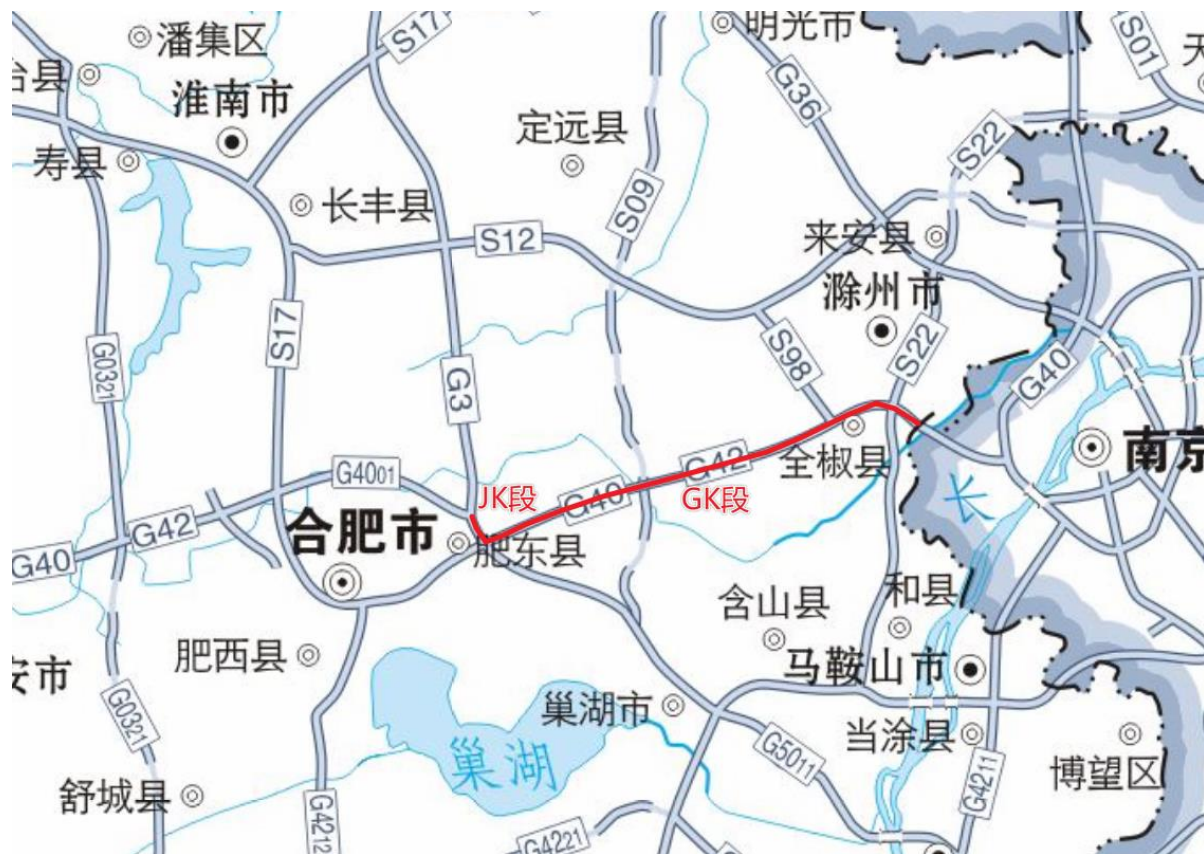 潘集区
S17
明光市
S01
天
台县
淮南市
G36
定远县
寿县
S22
长丰县
S09
S12
来安县
滁州市
S17
G0321
G3
S98
S22
G40
南京
G42
全椒县
G4001
JK段
G40
GK段
长
G42
合肥市
G40
肥东县
含山县
和县
肥西县
马鞍山市
安市
G0321
巢湖市
当涂县
G5011
巢湖
博望区
舒城县
G4211
G4212
G4221